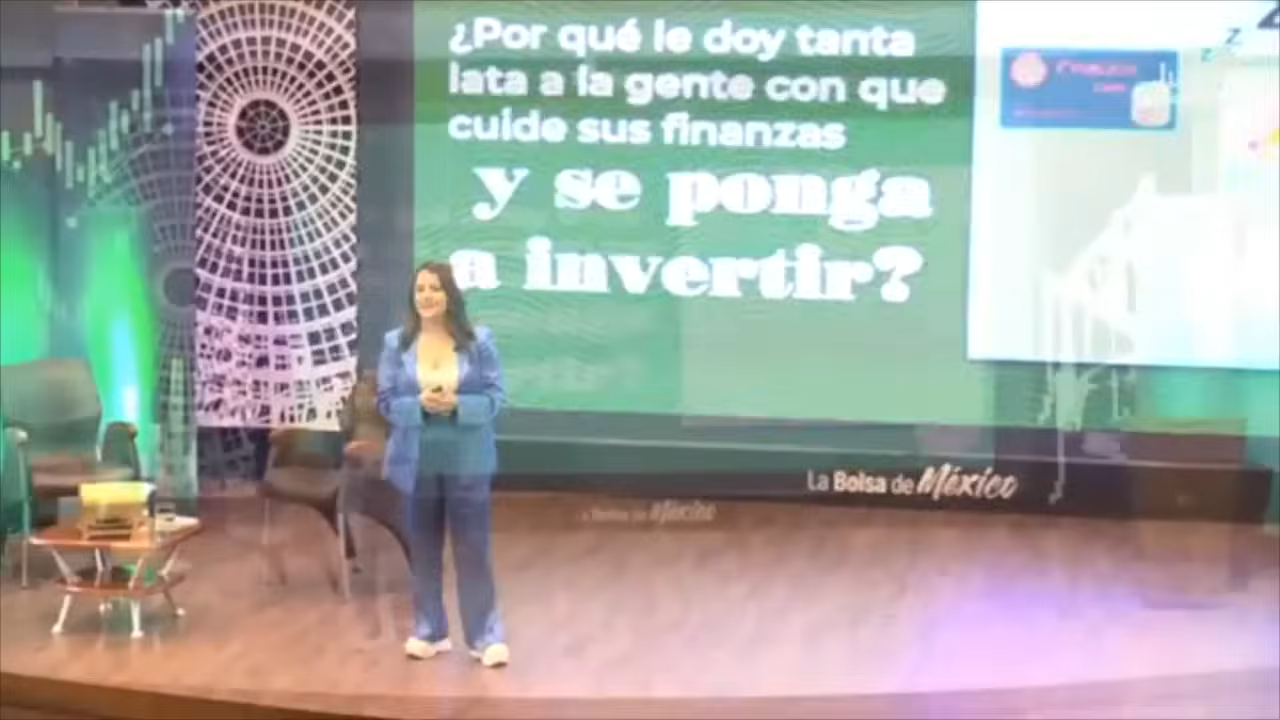 ¿Por qué le doy tanta
lata a la gente con que
cuide sus finanzas
y se ponga
a invertir?
La Bolsa de México